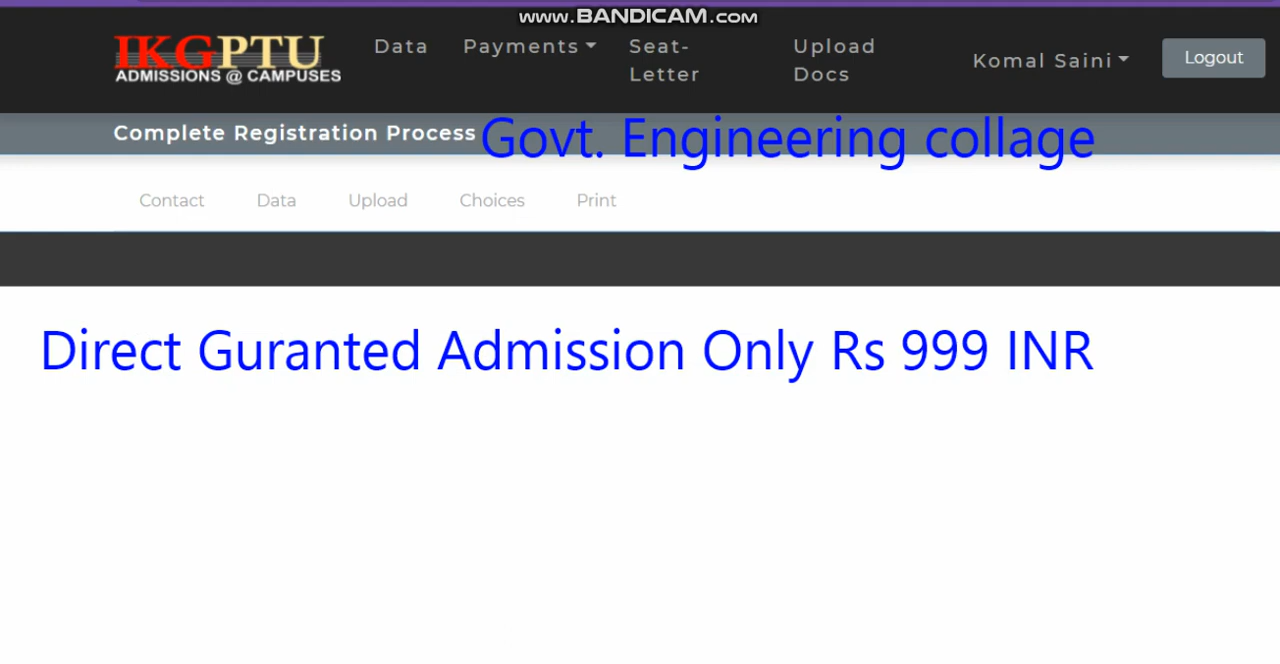 www.BANDICAM.com
IKGPTU
ADMISSIONS @ CAMPUSES
Data
Payments
Seat-
Letter
Upload
Docs
Komal Saini
Logout
Complete Registration Process
Govt. Engineering collage
Contact Data Upload Choices Print
Direct Guranted Admission Only Rs 999 INR